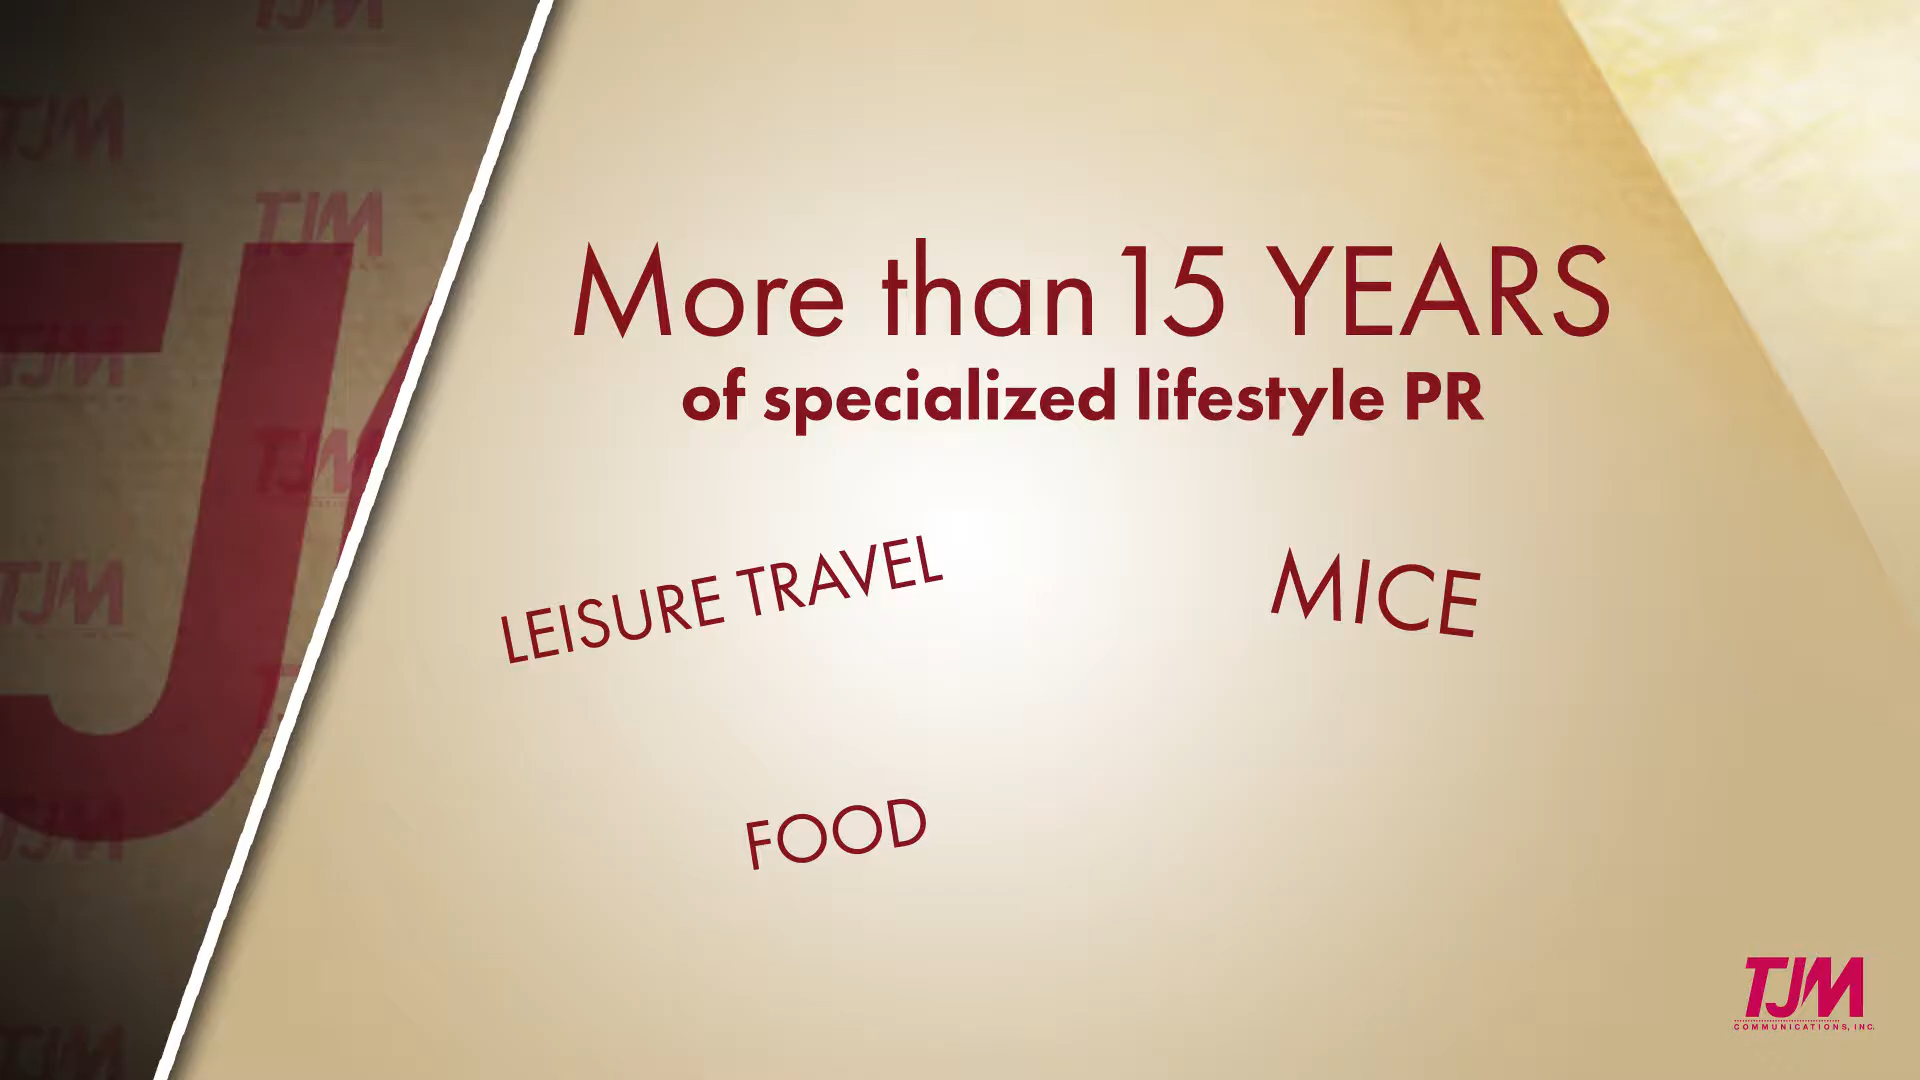 More than 15 YEARS
of specialized lifestyle PR
LEISURE TRAVEL
MICE
FOOD
TJM
COMMUNICATIONS, INC.